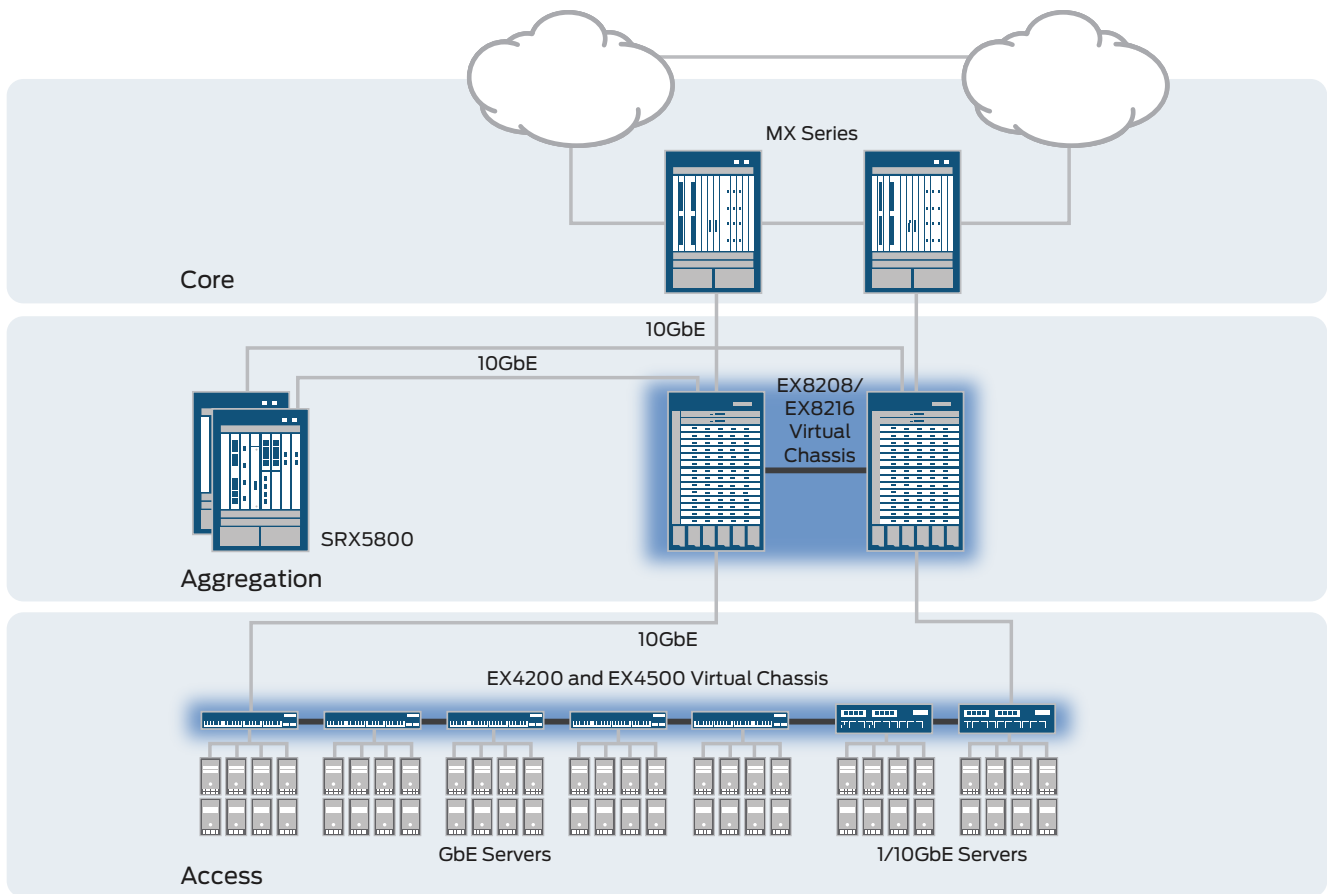 MX Series
Core
10GbE
10GbE
EX8208/
EX8216
Virtual
Chassis
SRX5800
Aggregation
10GbE
EX4200 and EX4500 Virtual Chassis
GbE Servers
1/10GbE Servers
Access